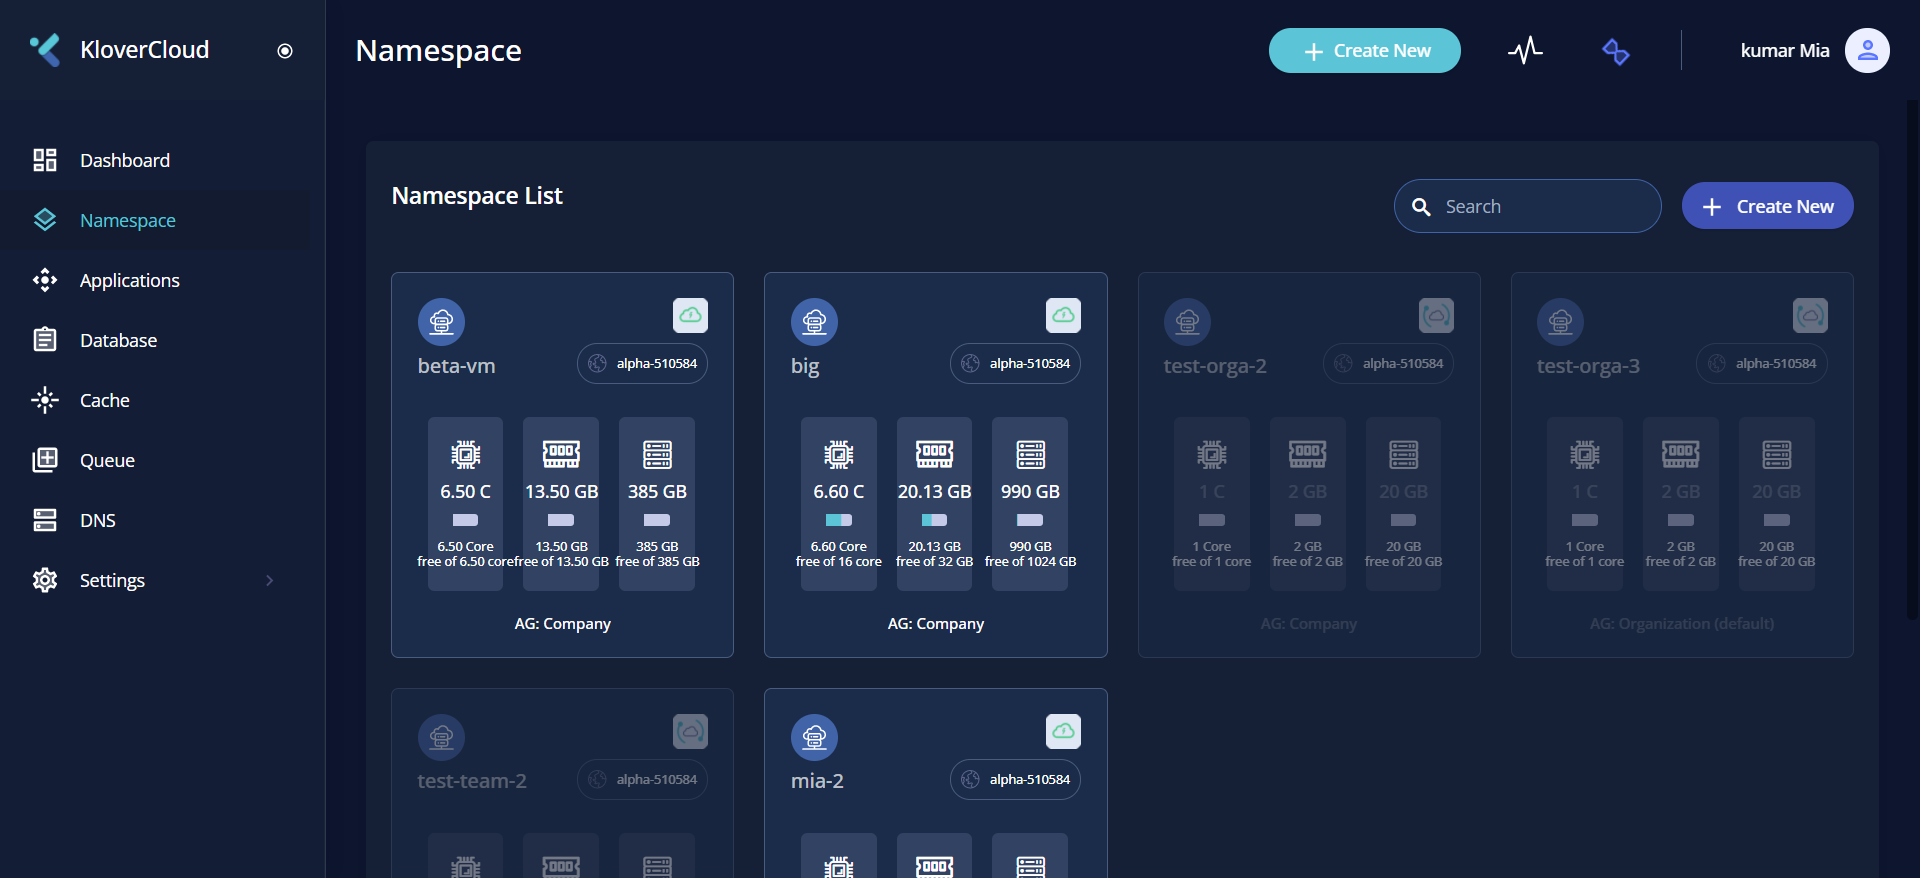 KloverCloud
Namespace
Create New
kumar Mia
Dashboard
Namespace
Applications
Database
Cache
Queue
DNS
Settings
Namespace List
Search
Create New
beta-vm
alpha-510584
6.50 C
13.50 GB
385 GB
6.50 Core
free of 6.50 core
13.50 GB
free of 13.50 GB
385 GB
free of 385 GB
AG: Company
big
alpha-510584
6.60 C
20.13 GB
990 GB
6.60 Core
free of 16 core
20.13 GB
free of 32 GB
990 GB
free of 1024 GB
AG: Company
test-orga-2
alpha-510584
1 C
2 GB
20 GB
1 Core
free of 1 core
2 GB
free of 2 GB
20 GB
free of 20 GB
AG: Company
test-orga-3
alpha-510584
1 C
2 GB
20 GB
1 Core
free of 1 core
2 GB
free of 2 GB
20 GB
free of 20 GB
AG: Organization (default)
test-team-2
alpha-510584
mia-2
alpha-510584